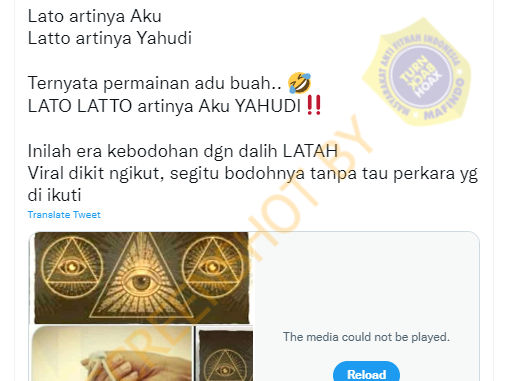 Lato artinya Aku
Latto artinya Yahudi
Ternyata permainan adu buah.. 🤣
LATO LATTO artinya Aku YAHUDI‼️
Inilah era kebodohan dgn dalih LATAH
Viral dikit ngikut, segitu bodohnya tanpa tau perkara yg
di ikuti
Translate Tweet
The media could not be played.
Reload
MASYARAKAT ANTI FITNAH INDONESIA
TURN
BACK
HOAX
MAFINDO